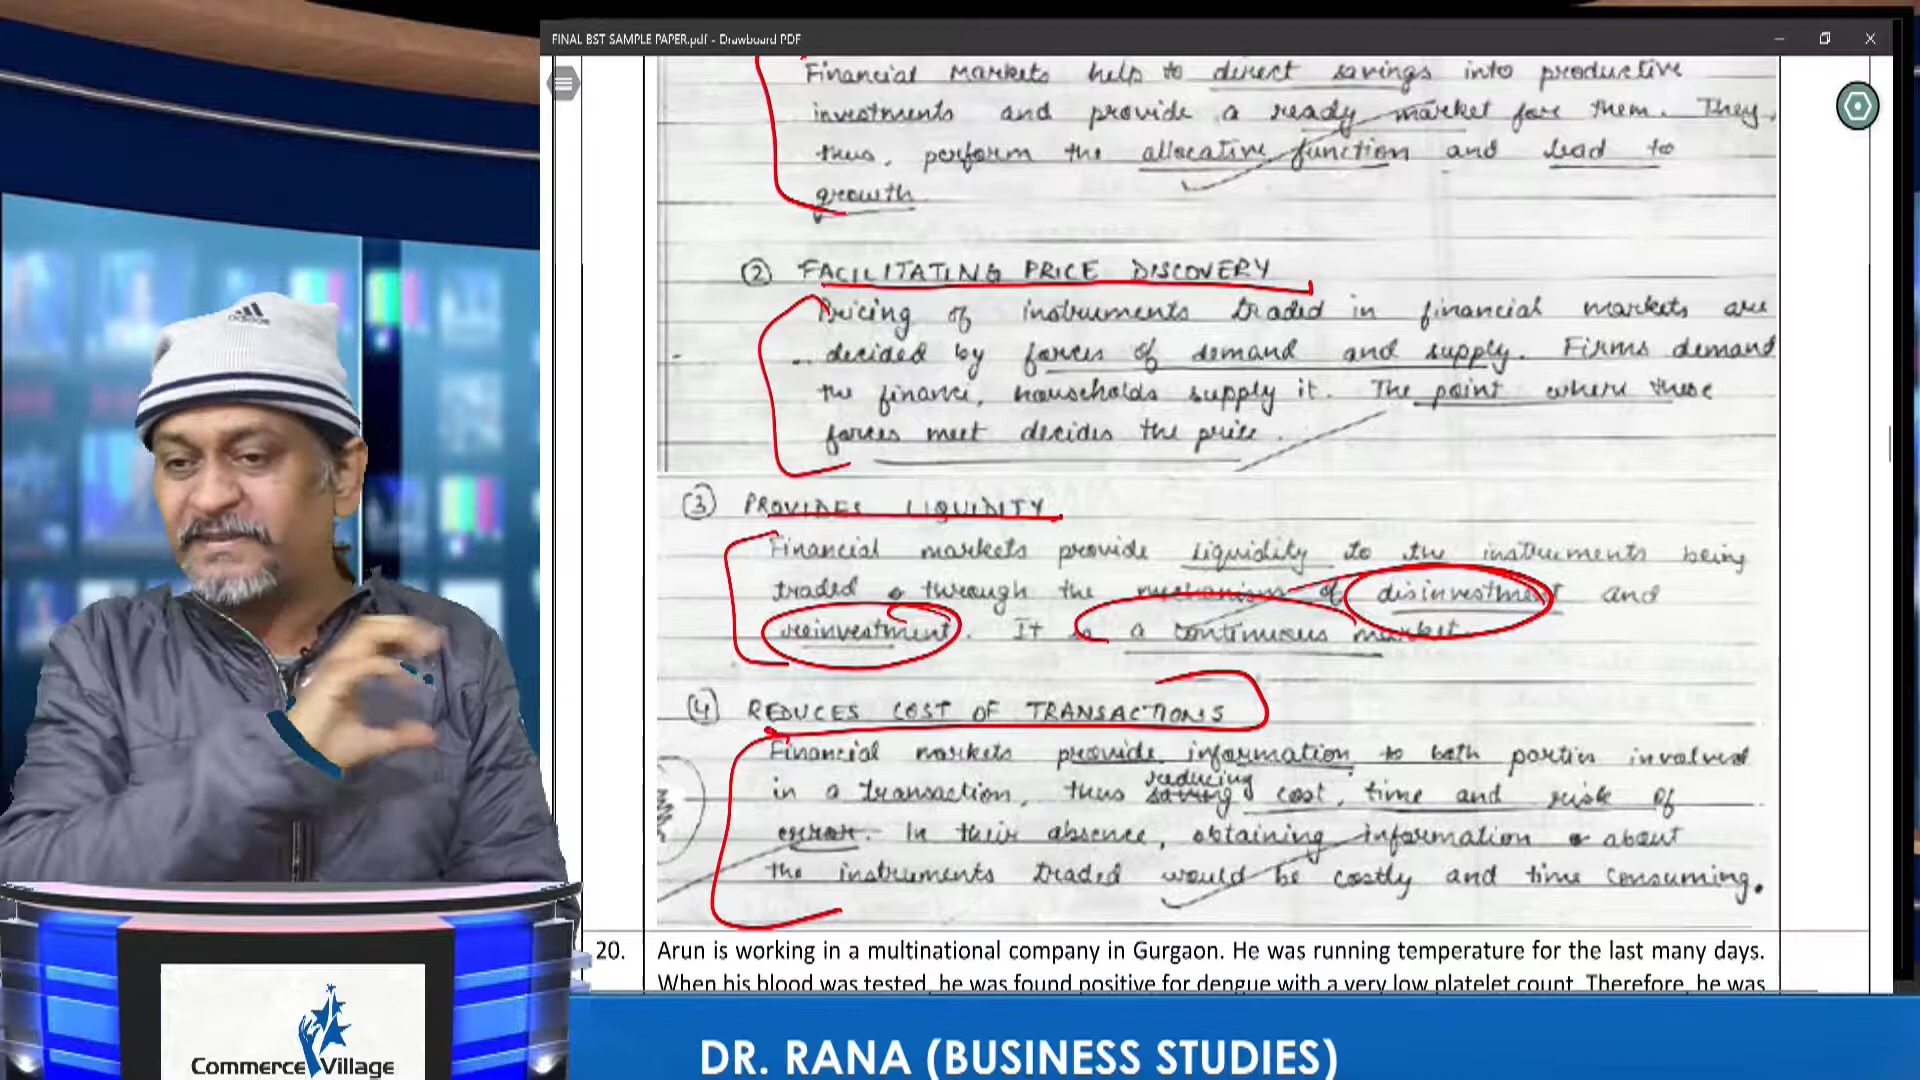 FINAL BST SAMPLE PAPER.pdf - Drawboard PDF
Financial Markets help to direct savings into productive
investments and provide a ready market for them. They,
thus, perform the allocative function and lead to
growth
② FACILITATING PRICE DISCOVERY
Pricing of instruments traded in financial markets are
decided by forces of demand and supply. Firms demand
the finance, households supply it. The point where these
forces meet decides the price.
③ PROVIDES LIQUIDITY
Financial markets provide liquidity to the instruments being
traded through the mechanism of disinvestment and
reinvestment. It is a continuous market.
④ REDUCES COST OF TRANSACTIONS
Financial markets provide information to both parties involved
reducing
in a transaction, thus saving cost, time and risk of
error. In their absence, obtaining information about
the instruments traded would be costly and time consuming.
20. Arun is working in a multinational company in Gurgaon. He was running temperature for the last many days.
When his blood was tested, he was found positive for dengue with a very low platelet count. Therefore, he was
adidas
Commerce Village
DR. RANA (BUSINESS STUDIES)